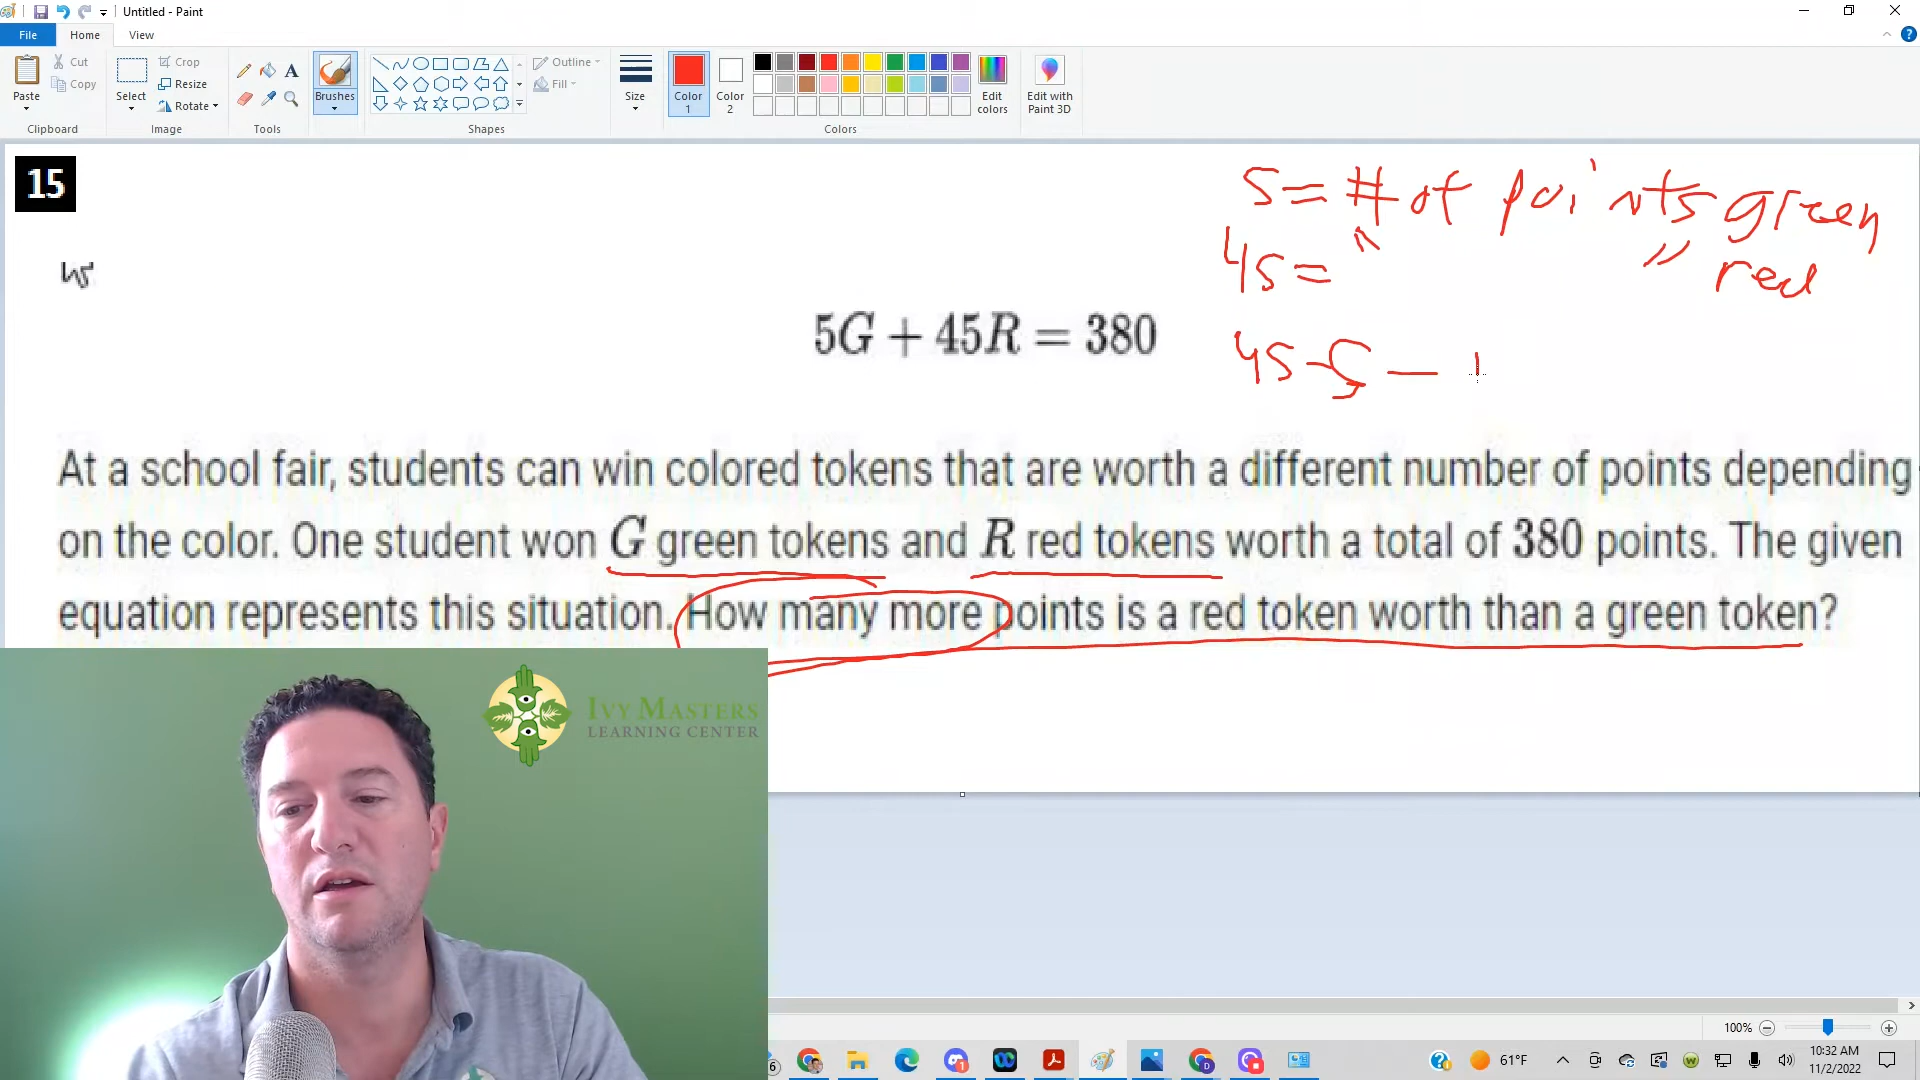 Untitled - Paint
File Home View
Paste
Cut
Copy
Clipboard
Select
Crop
Resize
Rotate
Image
Tools
Brushes
Shapes
Outline
Fill
Size
Color 1
Color 2
Edit colors
Colors
Edit with Paint 3D
15
5 = # of points green
45 = " " red
5G + 45R = 380
45 - 5 -
At a school fair, students can win colored tokens that are worth a different number of points depending
on the color. One student won G green tokens and R red tokens worth a total of 380 points. The given
equation represents this situation. How many more points is a red token worth than a green token?
IVY MASTERS
LEARNING CENTER
100%
61°F
10:32 AM
11/2/2022